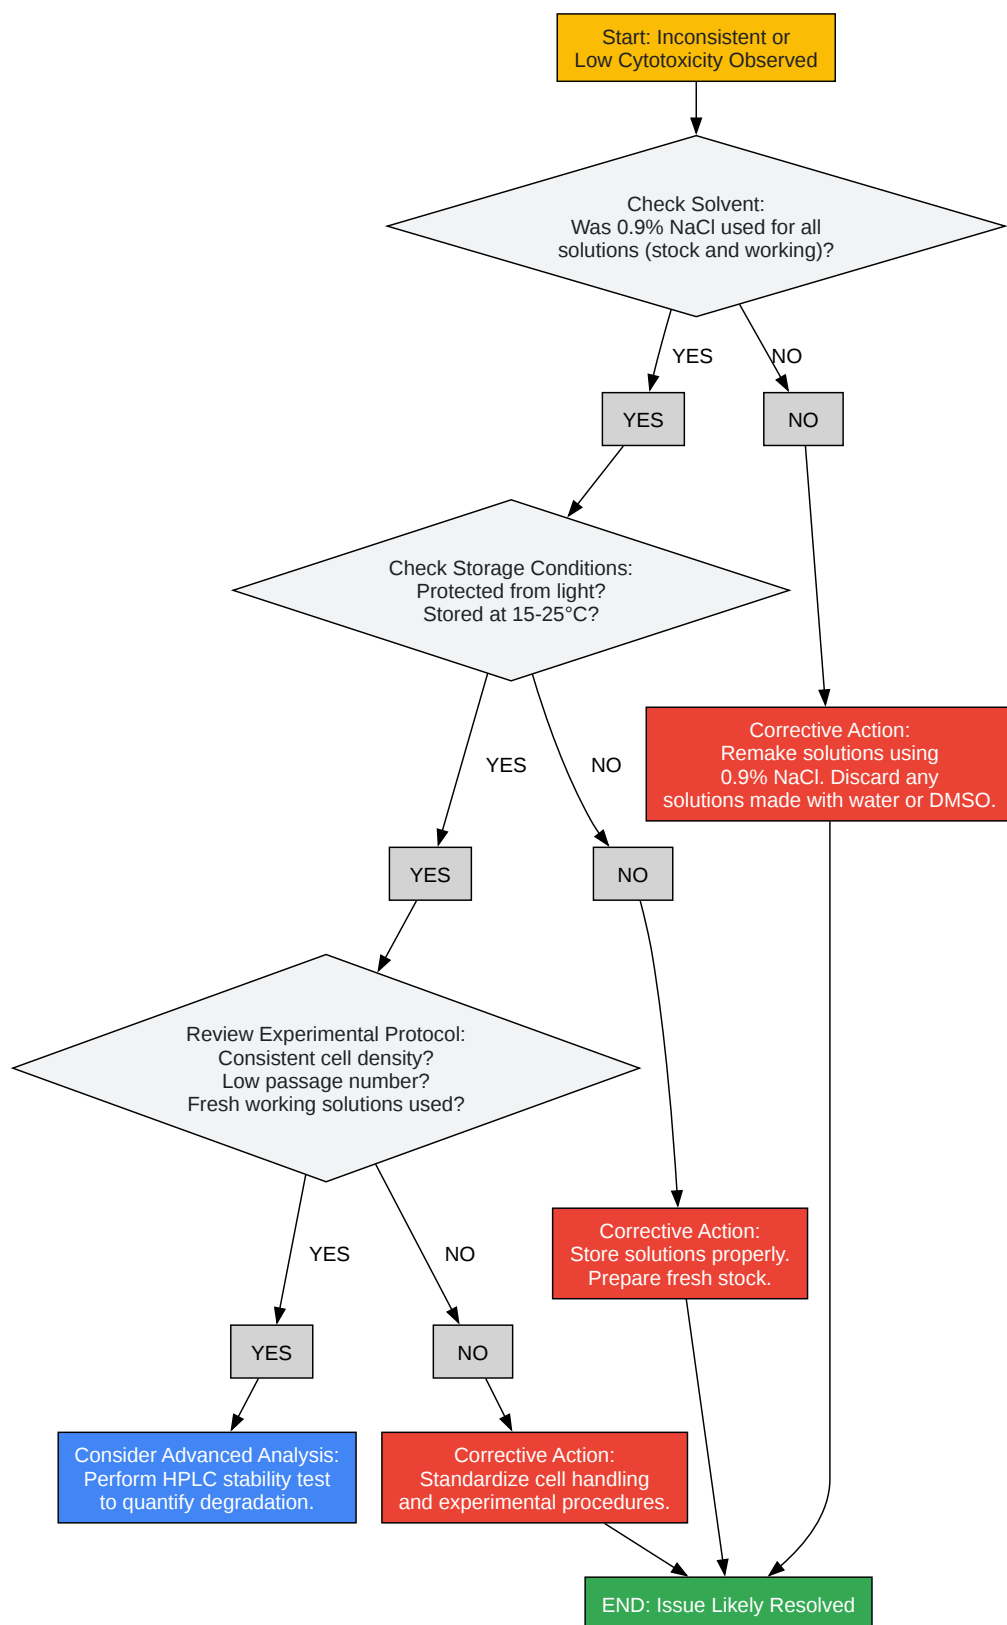 Start: Inconsistent or
Low Cytotoxicity Observed
Check Solvent:
Was 0.9% NaCl used for all
solutions (stock and working)?
YES
NO
YES
NO
Check Storage Conditions:
Protected from light?
Stored at 15-25°C?
Corrective Action:
Remake solutions using
0.9% NaCl. Discard any
solutions made with water or DMSO.
YES
NO
YES
NO
Review Experimental Protocol:
Consistent cell density?
Low passage number?
Fresh working solutions used?
Corrective Action:
Store solutions properly.
Prepare fresh stock.
YES
NO
YES
NO
Consider Advanced Analysis:
Perform HPLC stability test
to quantify degradation.
Corrective Action:
Standardize cell handling
and experimental procedures.
END: Issue Likely Resolved